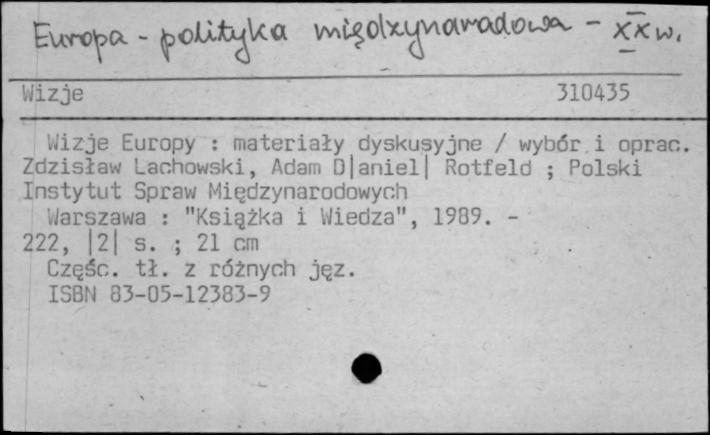 Europa - polityka międzynarodowa - XX w.
Wizje 310435
Wizje Europy : materiały dyskusyjne / wybór i oprac.
Zdzisław Lachowski, Adam D|aniel| Rotfeld ; Polski
Instytut Spraw Międzynarodowych
Warszawa : "Książka i Wiedza", 1989. -
222, |2| s. ; 21 cm
Częśc. tł. z różnych jęz.
ISBN 83-05-12383-9